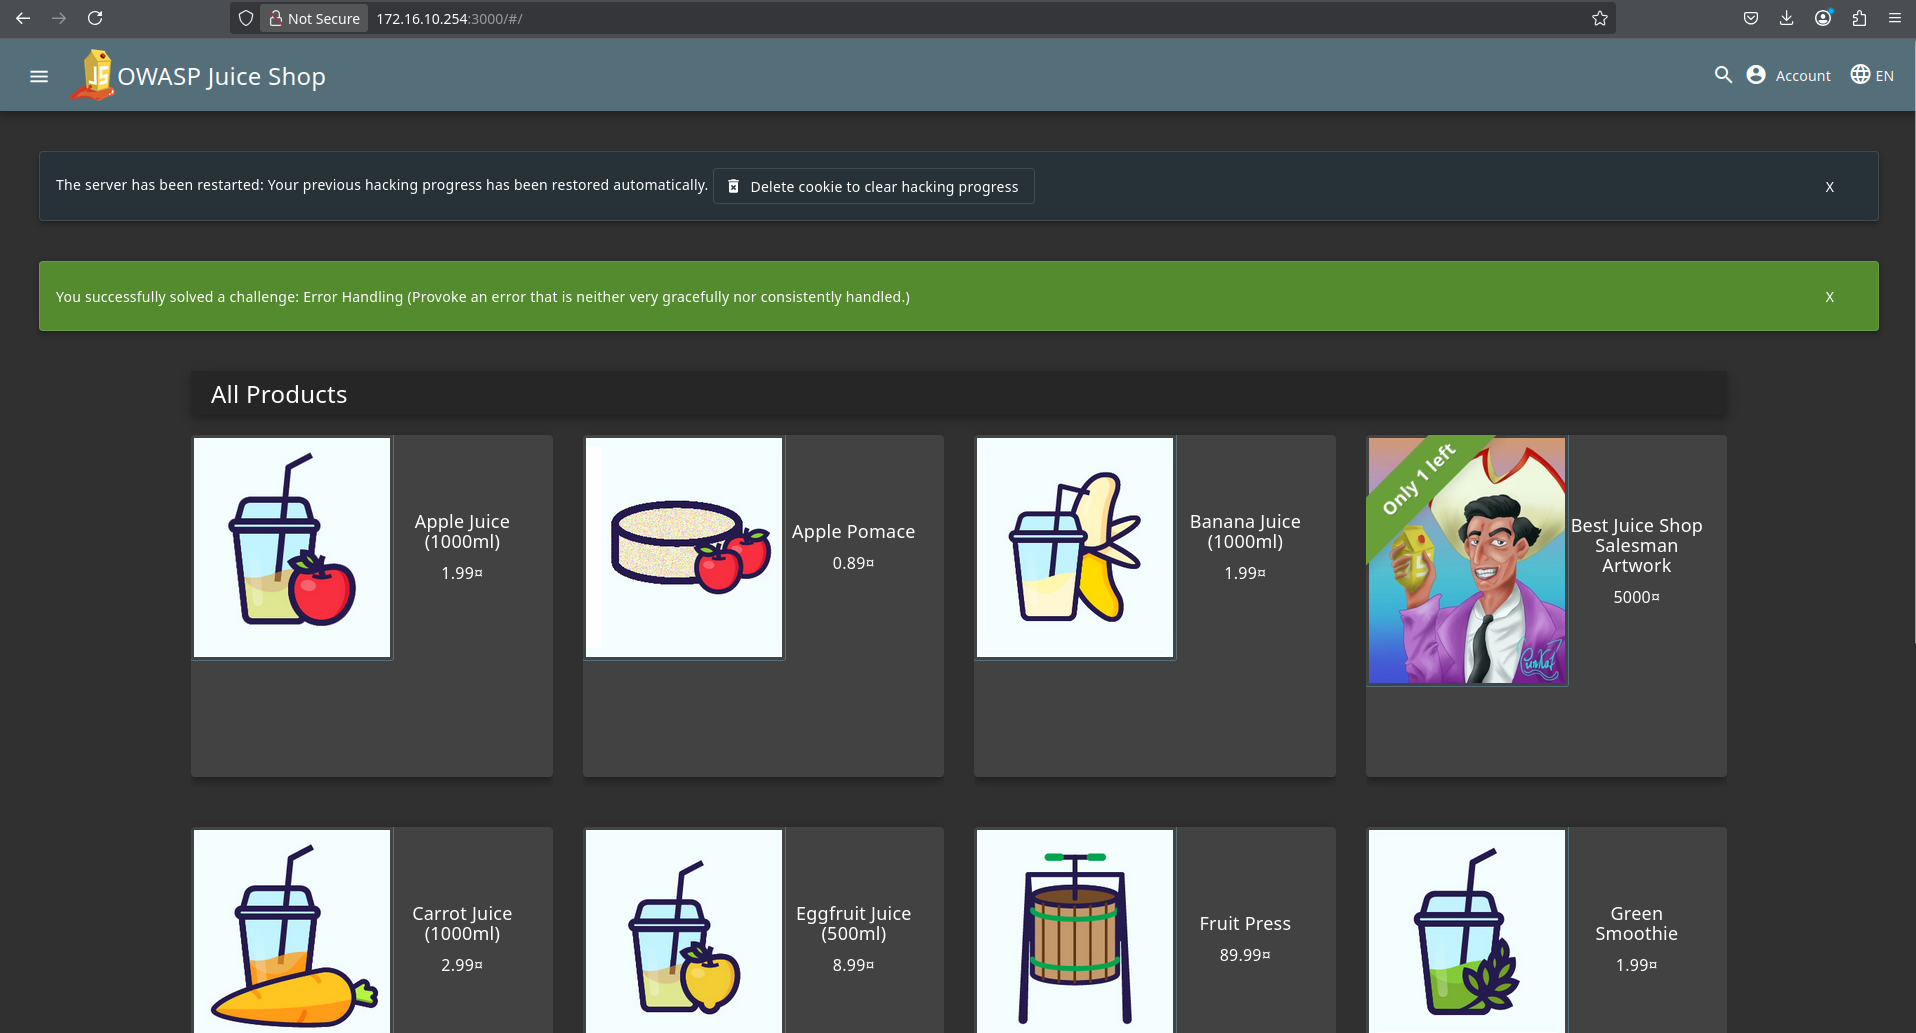 Not Secure 172.16.10.254:3000/#/
JS OWASP Juice Shop
Account EN
The server has been restarted: Your previous hacking progress has been restored automatically. Delete cookie to clear hacking progress X
You successfully solved a challenge: Error Handling (Provoke an error that is neither very gracefully nor consistently handled.) X
All Products
Apple Juice
(1000ml)
1.99¤
Apple Pomace
0.89¤
Banana Juice
(1000ml)
1.99¤
Only 1 left
Best Juice Shop
Salesman
Artwork
5000¤
Carrot Juice
(1000ml)
2.99¤
Eggfruit Juice
(500ml)
8.99¤
Fruit Press
89.99¤
Green
Smoothie
1.99¤